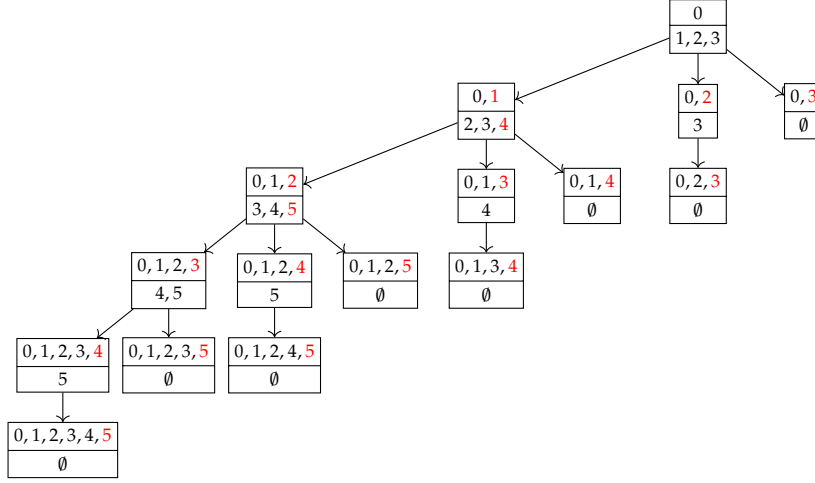 0
1, 2, 3
0, 1
2, 3, 4
0, 2
3
0, 3
∅
0, 1, 2
3, 4, 5
0, 1, 3
4
0, 1, 4
∅
0, 2, 3
∅
0, 1, 2, 3
4, 5
0, 1, 2, 4
5
0, 1, 2, 5
∅
0, 1, 3, 4
∅
0, 1, 2, 3, 4
5
0, 1, 2, 3, 5
∅
0, 1, 2, 4, 5
∅
0, 1, 2, 3, 4, 5
∅